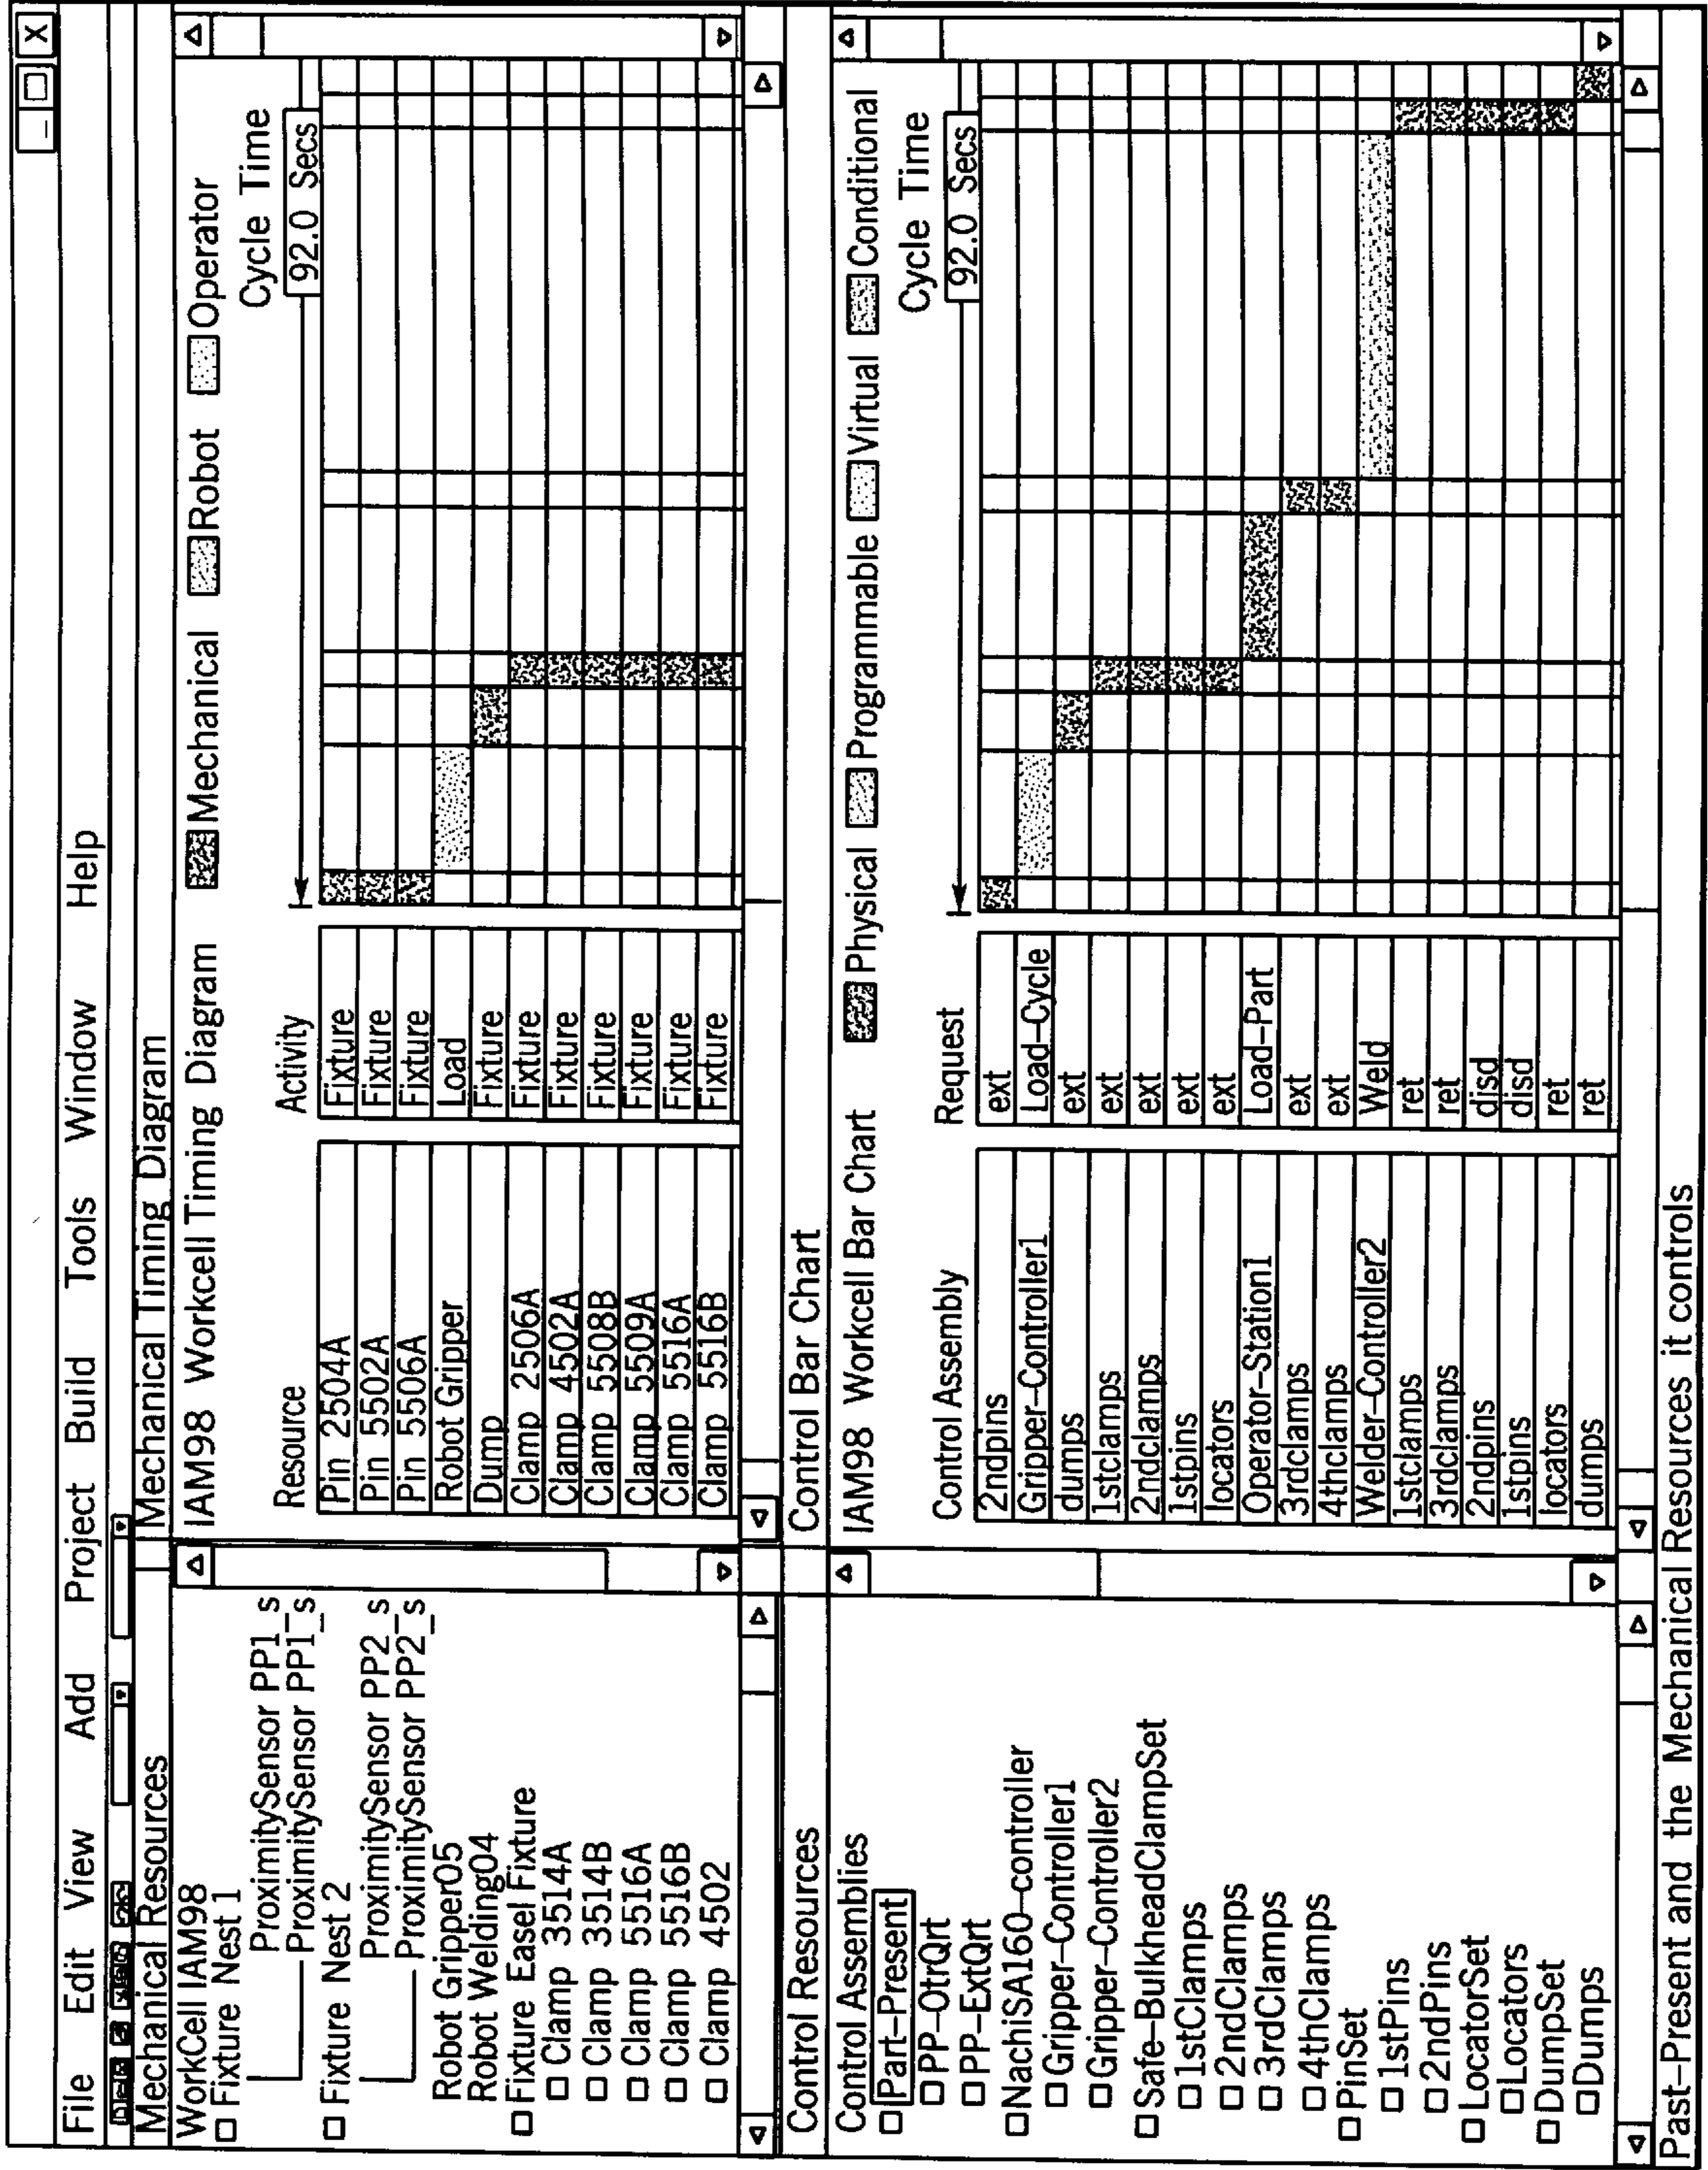 _ □ X
File Edit View Add Project Build Tools Window Help
Mechanical Resources
WorkCell IAM98
Fixture Nest 1
ProximitySensor PP1_s
ProximitySensor PP1_s
Fixture Nest 2
ProximitySensor PP2_s
ProximitySensor PP2_s
Robot Gripper05
Robot Welding04
Fixture Easel Fixture
Clamp 3514A
Clamp 3514B
Clamp 5516A
Clamp 5516B
Clamp 4502
Mechanical Timing Diagram
IAM98 Workcell Timing Diagram Mechanical Robot Operator
Cycle Time
92.0 Secs
Resource Activity
Pin 2504A Fixture
Pin 5502A Fixture
Pin 5506A Fixture
Robot Gripper Load
Dump Fixture
Clamp 2506A Fixture
Clamp 4502A Fixture
Clamp 5508B Fixture
Clamp 5509A Fixture
Clamp 5516A Fixture
Clamp 5516B Fixture
Control Resources
Control Assemblies
Part-Present
PP-OtrQrt
PP-ExtQrt
NachiSA160-controller
Gripper-Controller1
Gripper-Controller2
Safe-BulkheadClampSet
1stClamps
2ndClamps
3rdClamps
4thClamps
PinSet
1stPins
2ndPins
LocatorSet
Locators
DumpSet
Dumps
Control Bar Chart
IAM98 Workcell Bar Chart Physical Programmable Virtual Conditional
Cycle Time
92.0 Secs
Control Assembly Request
2ndpins ext
Gripper-Controller1 Load-Cycle
dumps ext
1stclamps ext
2ndclamps ext
1stpins ext
locators ext
Operator-Station1 Load-Part
3rdclamps ext
4thclamps ext
Welder-Controller2 Weld
1stclamps ret
3rdclamps ret
2ndpins disd
1stpins disd
locators ret
dumps ret
Past-Present and the Mechanical Resources it controls